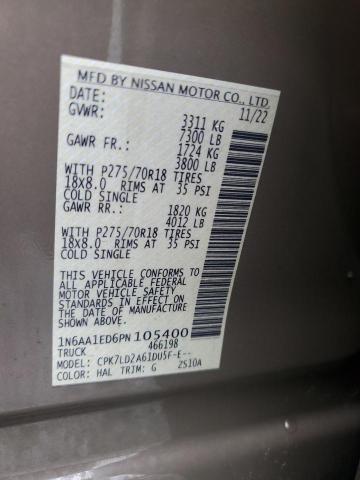 MFD BY NISSAN MOTOR CO., LTD.
DATE: 11/22
GVWR: 3311 KG
7300 LB
GAWR FR.: 1724 KG
3800 LB
WITH P275/70R18 TIRES
18X8.0 RIMS AT 35 PSI
COLD SINGLE
GAWR RR.: 1820 KG
4012 LB
WITH P275/70R18 TIRES
18X8.0 RIMS AT 35 PSI
COLD SINGLE
THIS VEHICLE CONFORMS TO
ALL APPLICABLE FEDERAL
MOTOR VEHICLE SAFETY
STANDARDS IN EFFECT ON
THE DATE OF MANUFACTURE
SHOWN ABOVE.
1N6AA1ED6PN105400
TRUCK 466198
MODEL: CPK7LD2A61DU5F-E--
COLOR: HAL TRIM: G ZS10A